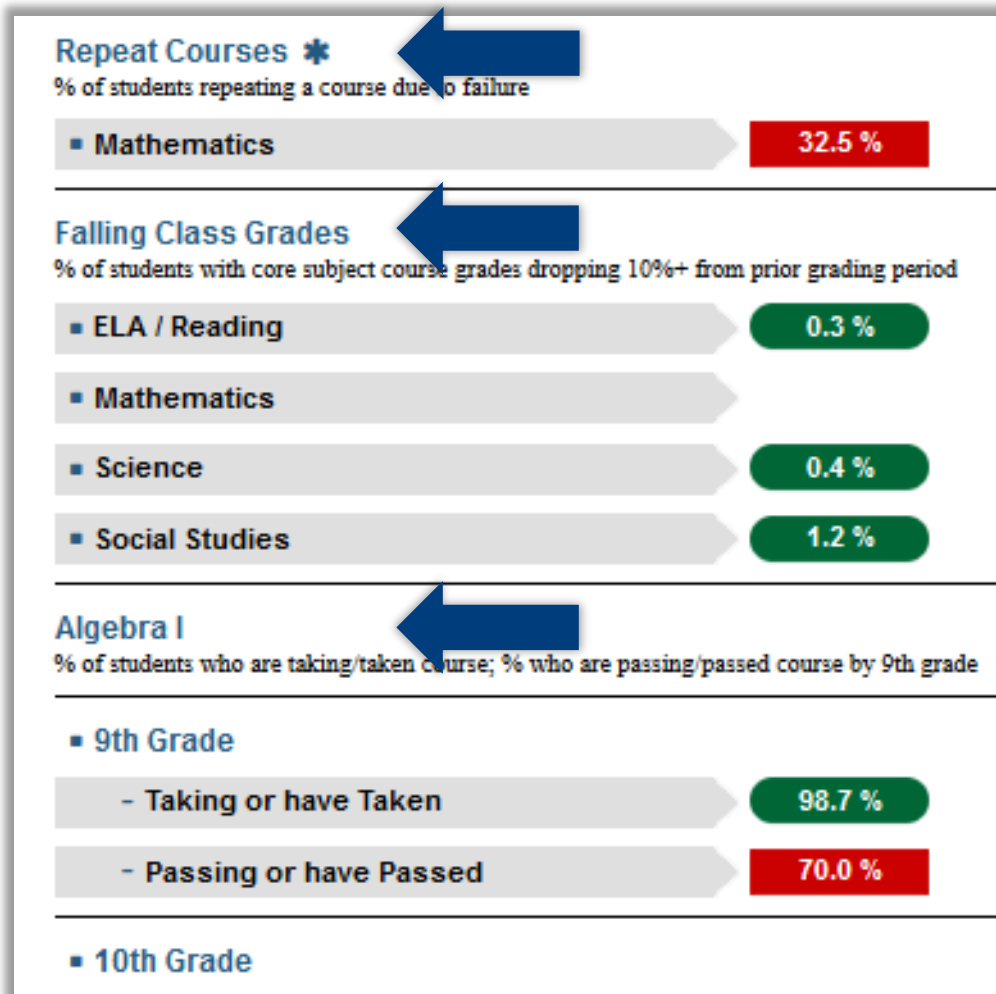 Repeat Courses ✱
% of students repeating a course due to failure
▪ Mathematics 32.5 %
Falling Class Grades
% of students with core subject course grades dropping 10%+ from prior grading period
▪ ELA / Reading 0.3 %
▪ Mathematics
▪ Science 0.4 %
▪ Social Studies 1.2 %
Algebra I
% of students who are taking/taken course; % who are passing/passed course by 9th grade
▪ 9th Grade
- Taking or have Taken 98.7 %
- Passing or have Passed 70.0 %
▪ 10th Grade